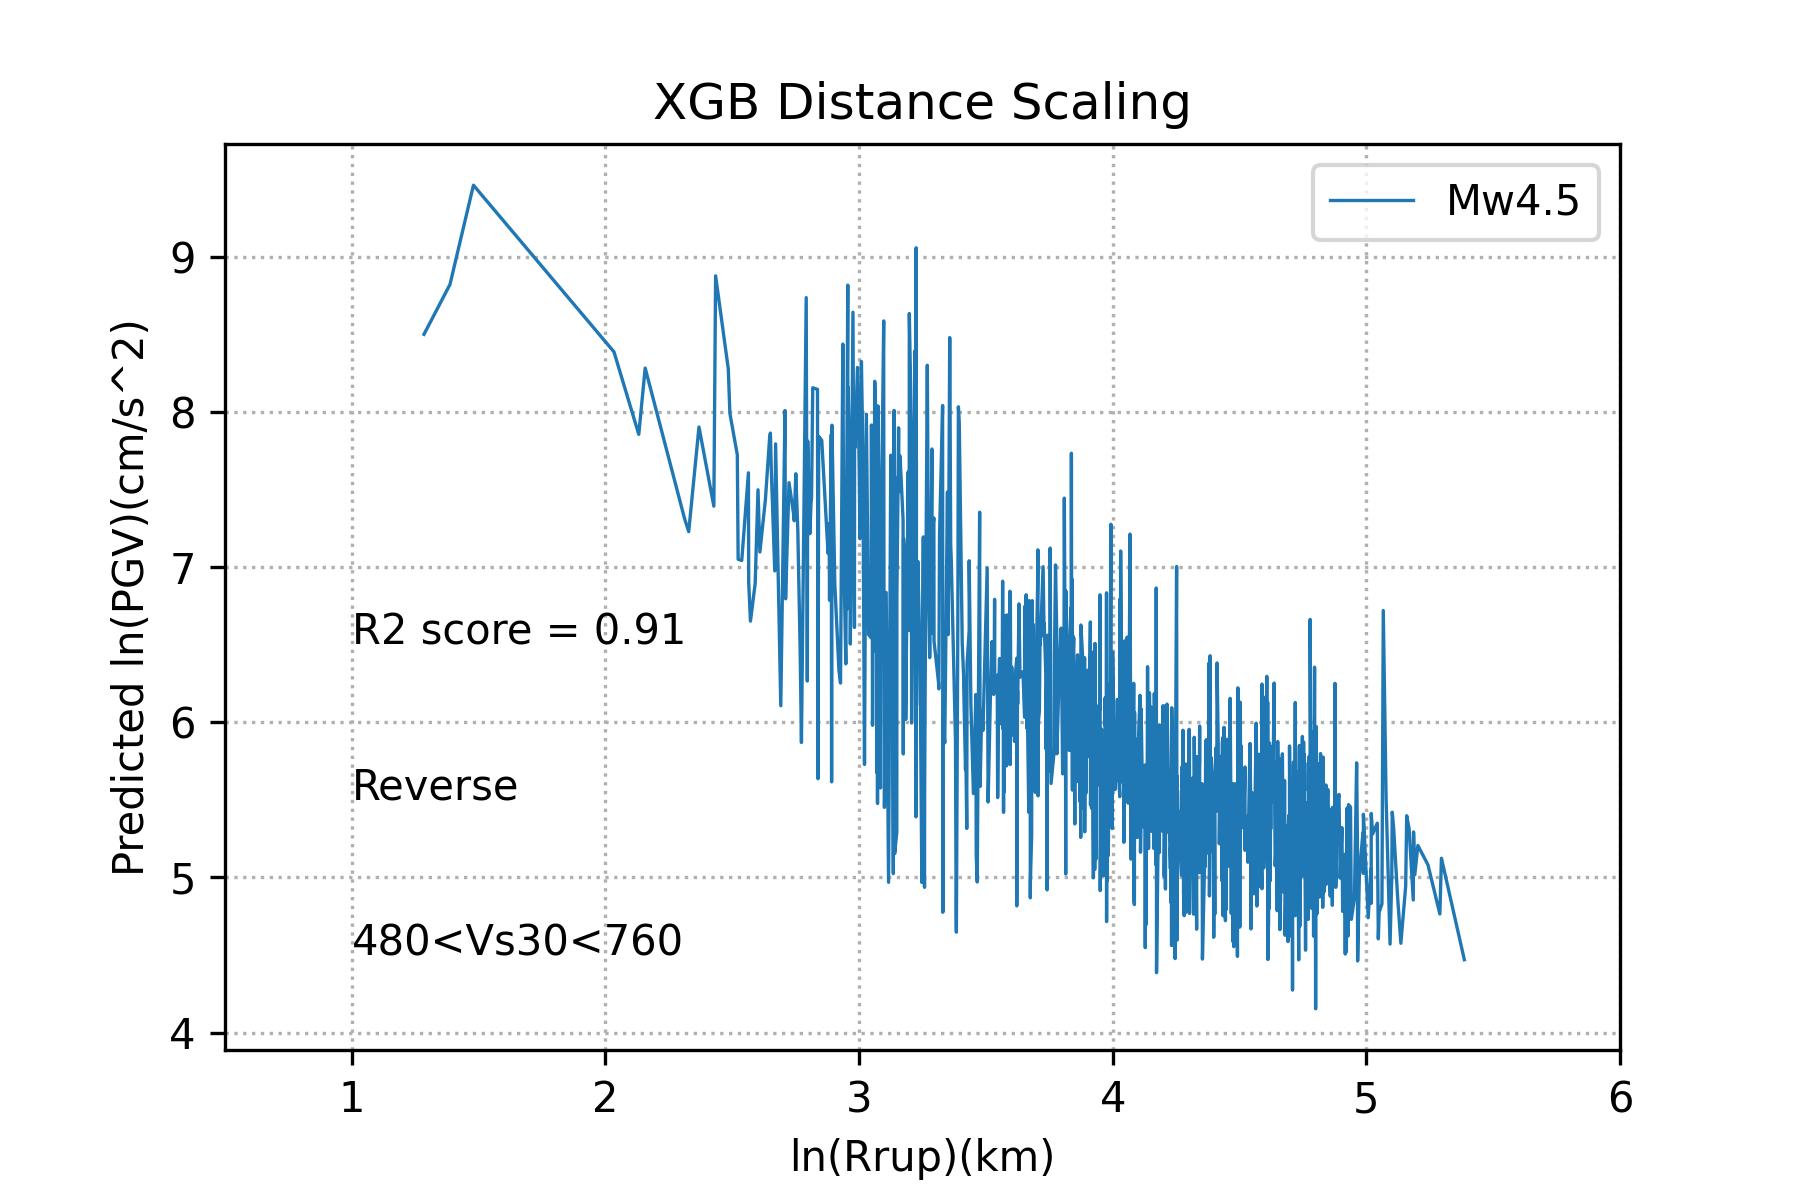 XGB Distance Scaling
Mw4.5
Predicted ln(PGV)(cm/s^2)
9
8
7
6
5
4
R2 score = 0.91
Reverse
480<Vs30<760
1 2 3 4 5 6
ln(Rrup)(km)